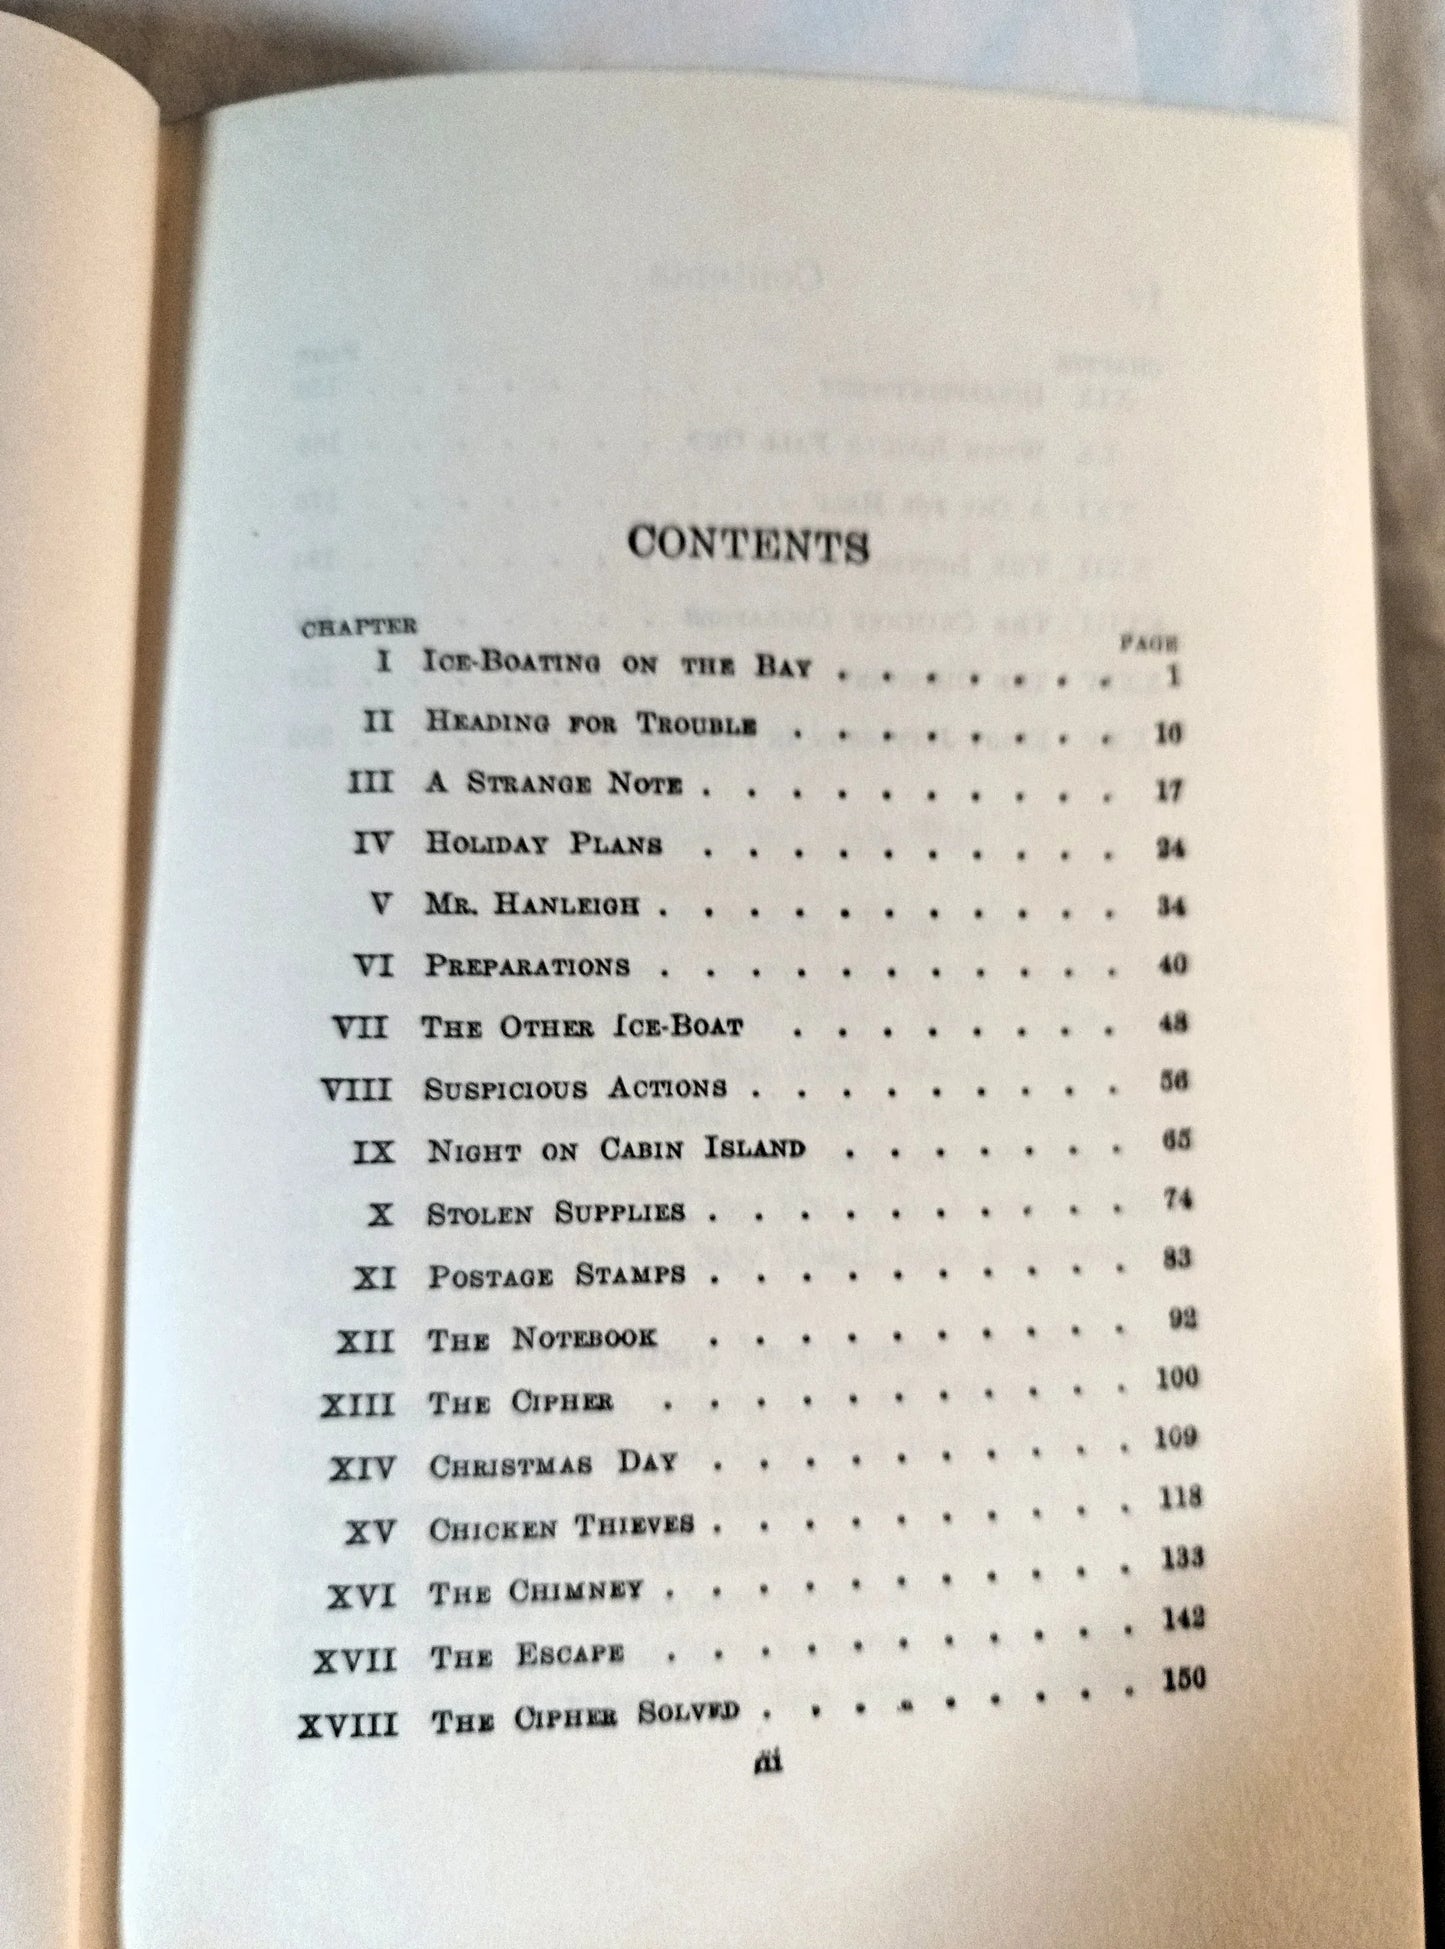 CONTENTS
CHAPTER PAGE
I ICE-BOATING ON THE BAY . . . . . . . 1
II HEADING FOR TROUBLE . . . . . . . . 10
III A STRANGE NOTE . . . . . . . . . . 17
IV HOLIDAY PLANS . . . . . . . . . . 24
V MR. HANLEIGH . . . . . . . . . . . 34
VI PREPARATIONS . . . . . . . . . . . 40
VII THE OTHER ICE-BOAT . . . . . . . . 48
VIII SUSPICIOUS ACTIONS . . . . . . . . . 56
IX NIGHT ON CABIN ISLAND . . . . . . . 65
X STOLEN SUPPLIES . . . . . . . . . . 74
XI POSTAGE STAMPS . . . . . . . . . . 83
XII THE NOTEBOOK . . . . . . . . . . 92
XIII THE CIPHER . . . . . . . . . . . 100
XIV CHRISTMAS DAY . . . . . . . . . . 109
XV CHICKEN THIEVES . . . . . . . . . . 118
XVI THE CHIMNEY . . . . . . . . . . . 133
XVII THE ESCAPE . . . . . . . . . . . 142
XVIII THE CIPHER SOLVED . . . . . . . . . 150